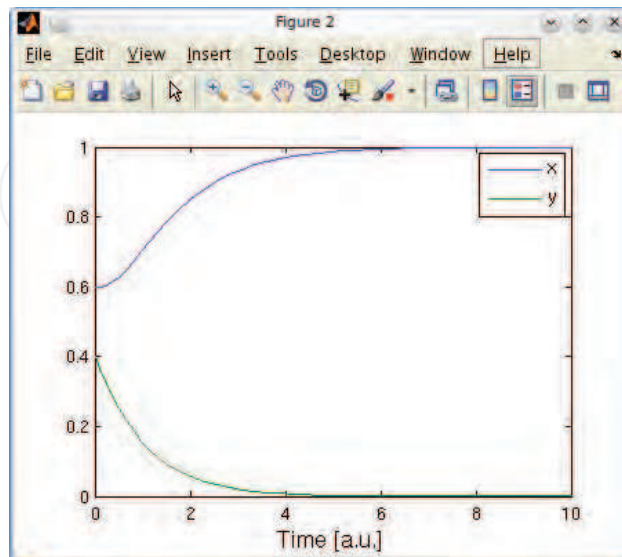 Figure 2
File Edit View Insert Tools Desktop Window Help
1
x
y
0.8
0.6
0.4
0.2
0
0 2 4 6 8 10
Time [a.u.]